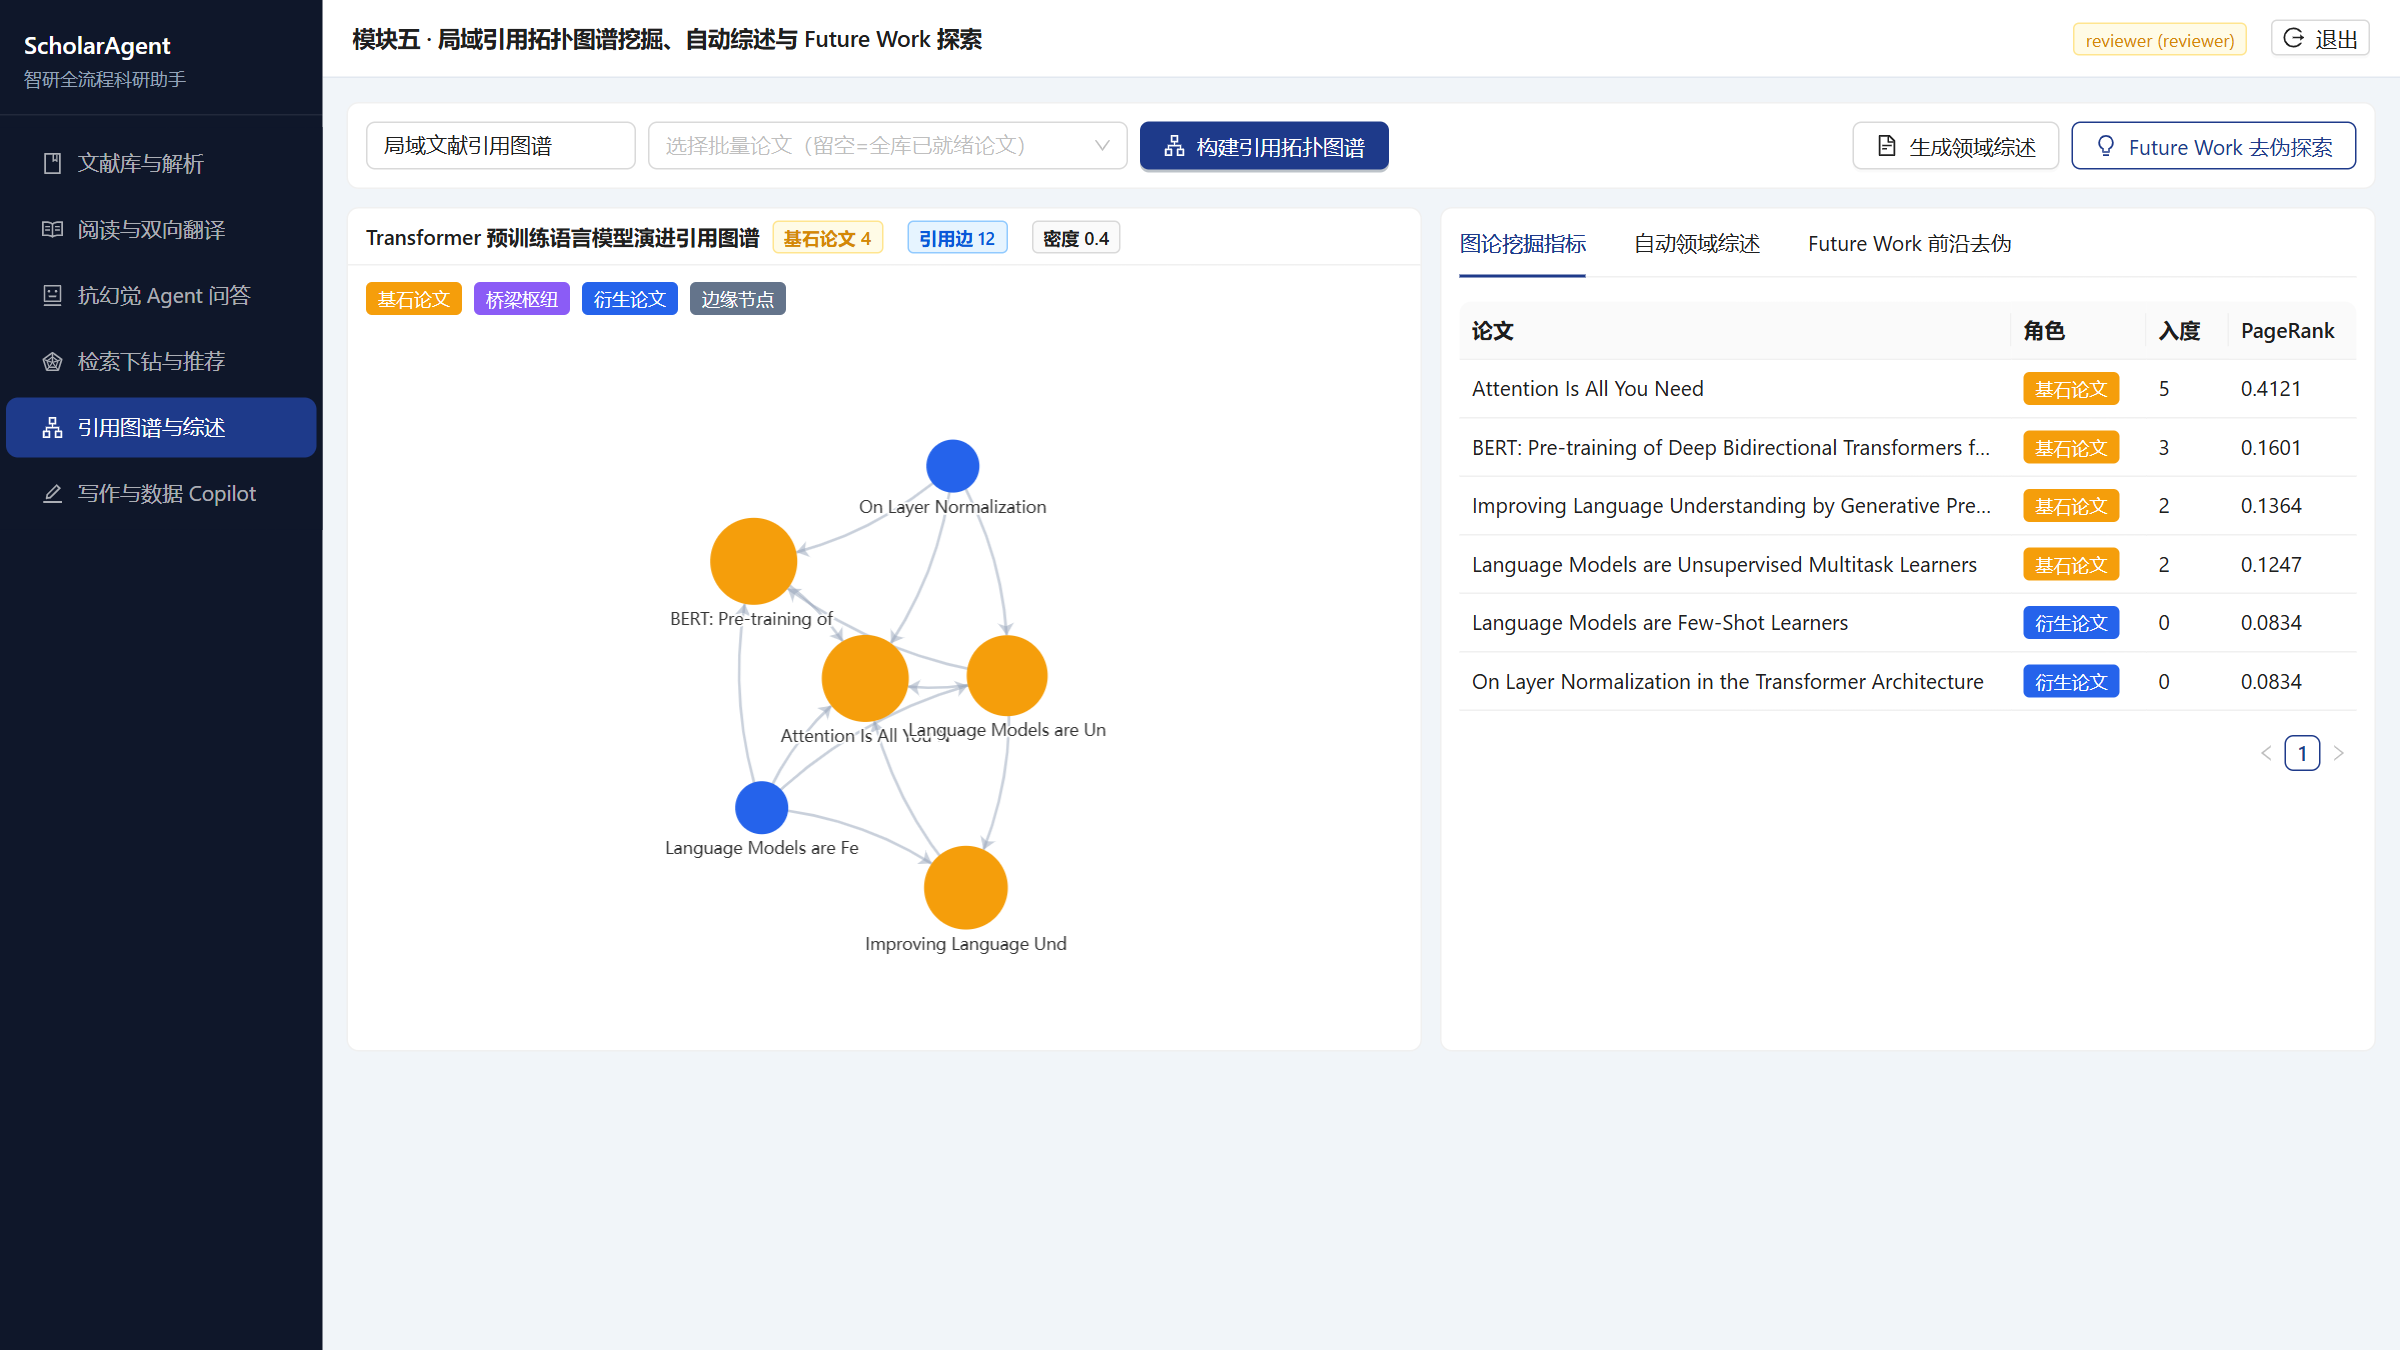 ScholarAgent
智研全流程科研助手
文献库与解析
阅读与双向翻译
抗幻觉 Agent 问答
检索下钻与推荐
引用图谱与综述
写作与数据 Copilot
模块五 · 局域引用拓扑图谱挖掘、自动综述与 Future Work 探索
reviewer (reviewer)
退出
局域文献引用图谱
选择批量论文（留空=全库已就绪论文）
构建引用拓扑图谱
生成领域综述
Future Work 去伪探索
Transformer 预训练语言模型演进引用图谱
基石论文 4
引用边 12
密度 0.4
基石论文
桥梁枢纽
衍生论文
边缘节点
On Layer Normalization
BERT: Pre-training of
Attention Is All You
Language Models are Un
Language Models are Fe
Improving Language Und
图论挖掘指标
自动领域综述
Future Work 前沿去伪
论文 角色 入度 PageRank
Attention Is All You Need 基石论文 5 0.4121
BERT: Pre-training of Deep Bidirectional Transformers f... 基石论文 3 0.1601
Improving Language Understanding by Generative Pre... 基石论文 2 0.1364
Language Models are Unsupervised Multitask Learners 基石论文 2 0.1247
Language Models are Few-Shot Learners 衍生论文 0 0.0834
On Layer Normalization in the Transformer Architecture 衍生论文 0 0.0834
1